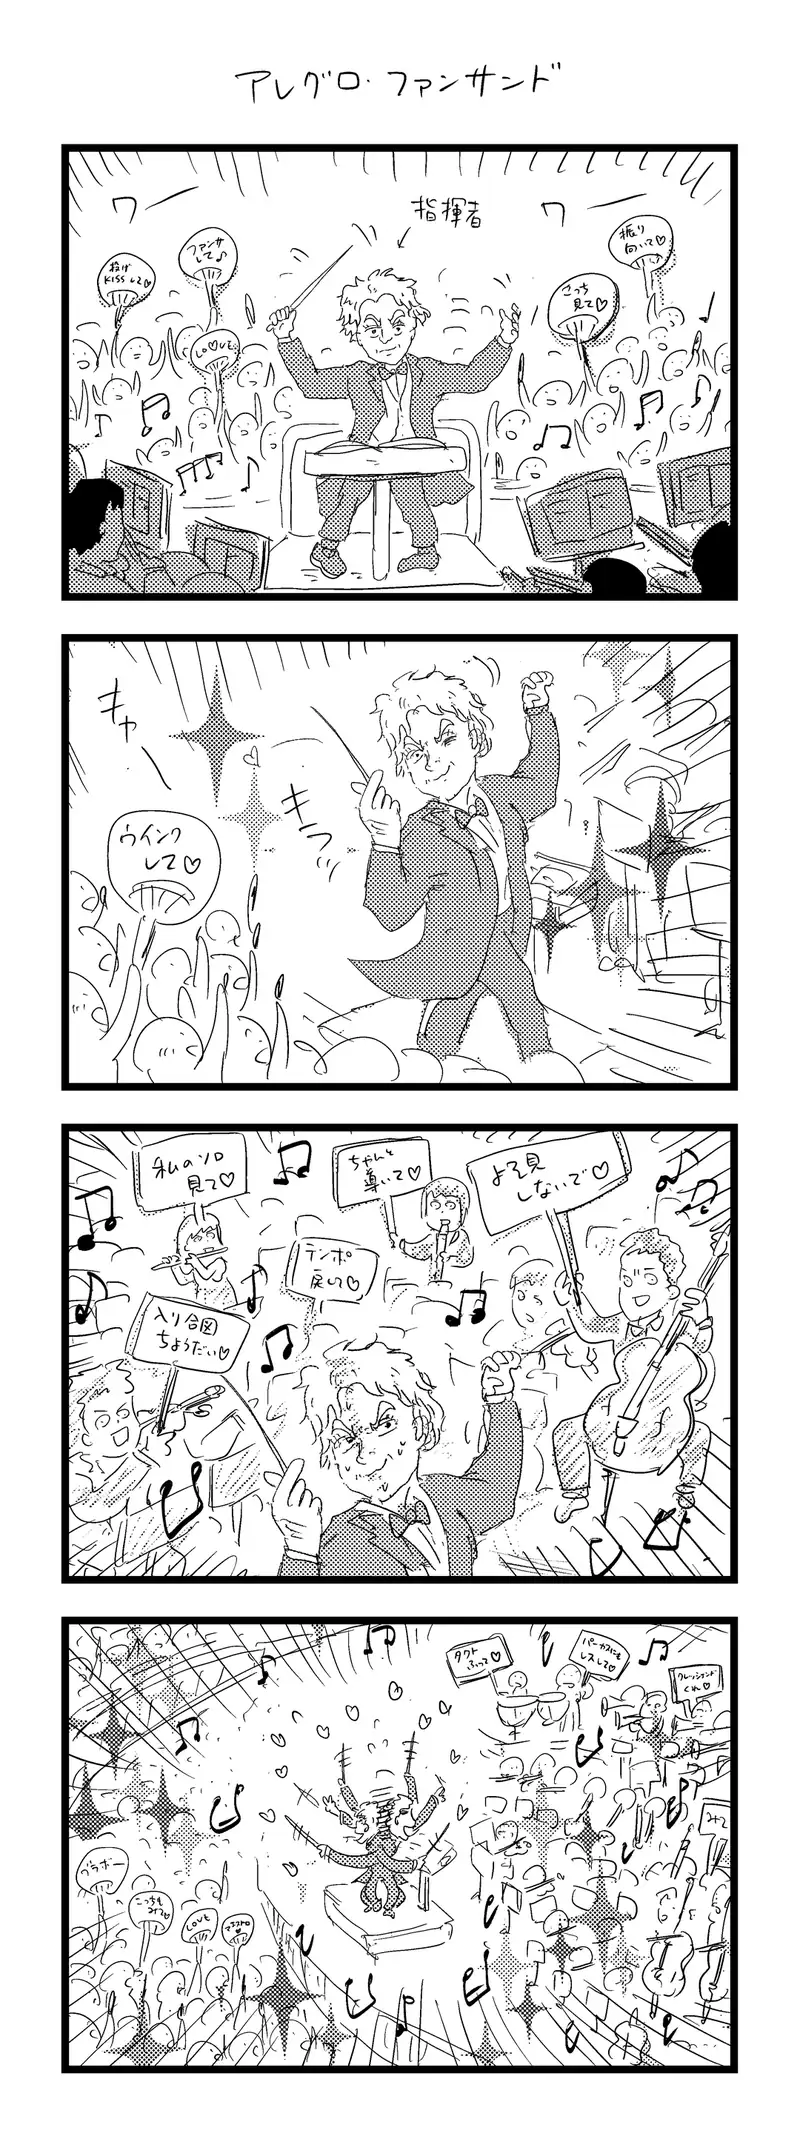 アレグロ・ファンサンド
ワー
指揮者
ワー
投げ
KISSして♡
ファンサ
して♪
LO♡VE
こっち
見て♡
振り
向いて♡
キャー
ウインク
して♡
キラッ
私のソロ
見て♡
ちゃんと
導いて♡
よそ見
しないで♡
テンポ
戻して♡
入り合図
ちょうだい♡
タクト
ふって♡
パーカスにも
レスして♡
クレッシェンド
くれ♡
みて
ブラボー
こっちも
みて♡
LOVE
マエストロ
♡